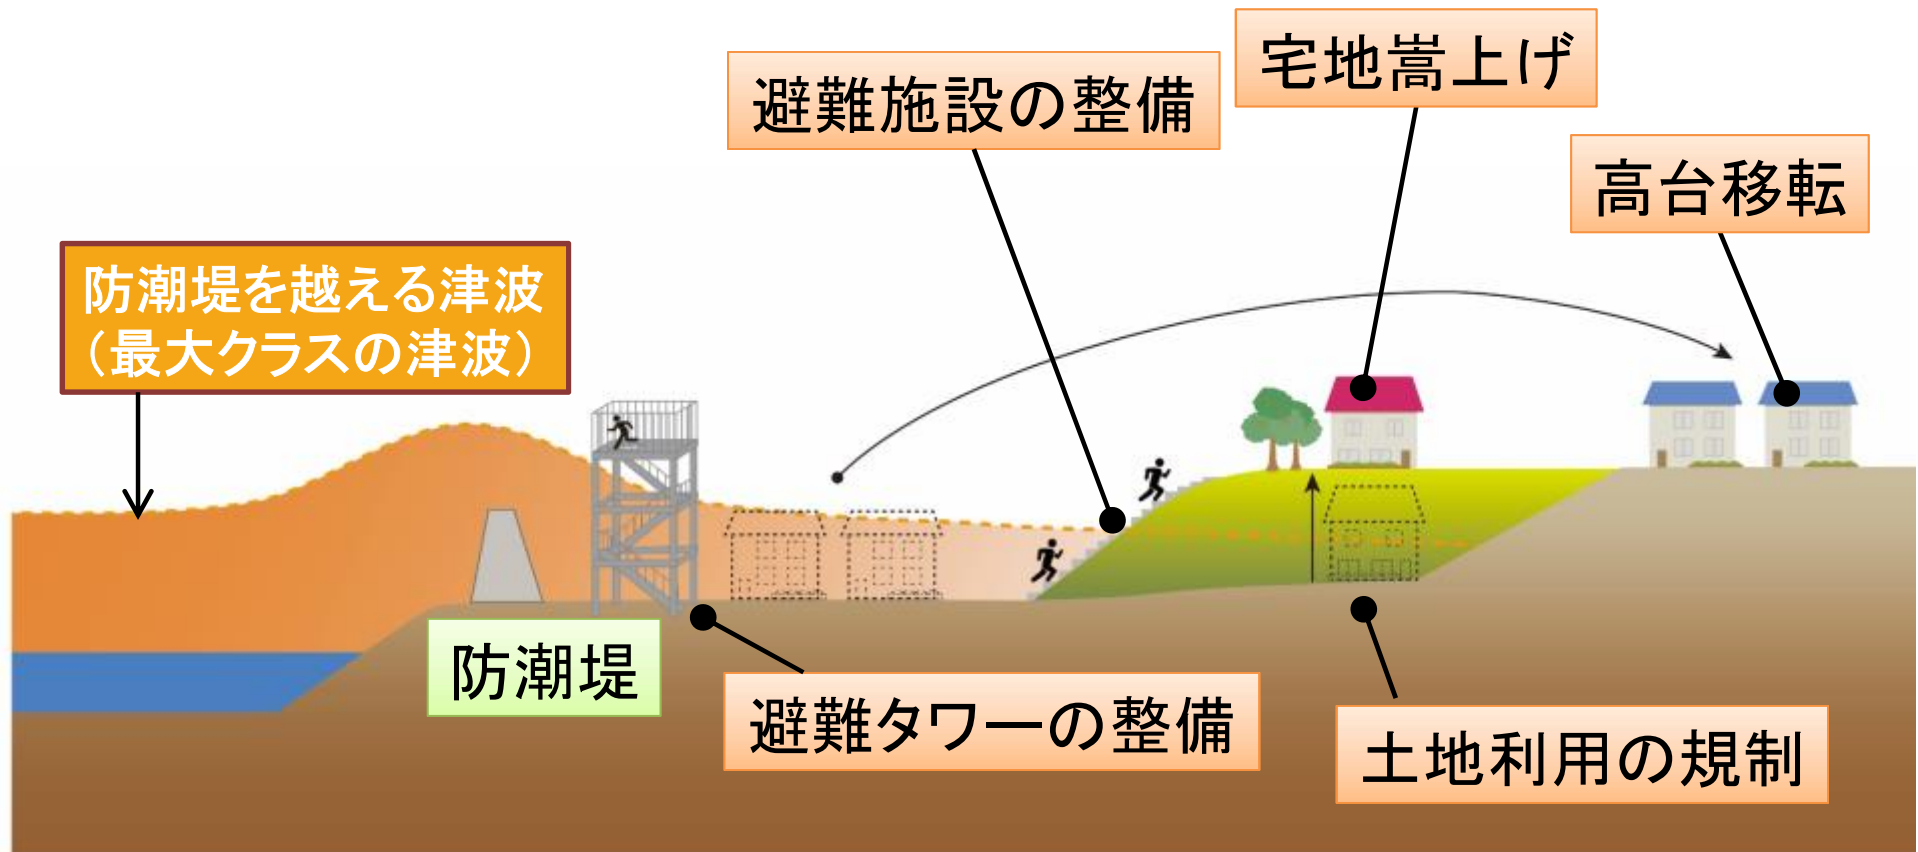 宅地嵩上げ
避難施設の整備
高台移転
防潮堤を越える津波
（最大クラスの津波）
防潮堤
避難タワーの整備
土地利用の規制